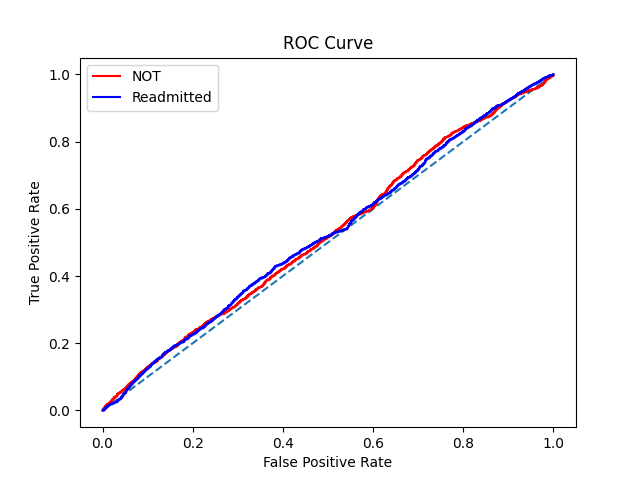 ROC Curve
NOT
Readmitted
True Positive Rate
1.0
0.8
0.6
0.4
0.2
0.0
0.0 0.2 0.4 0.6 0.8 1.0
False Positive Rate